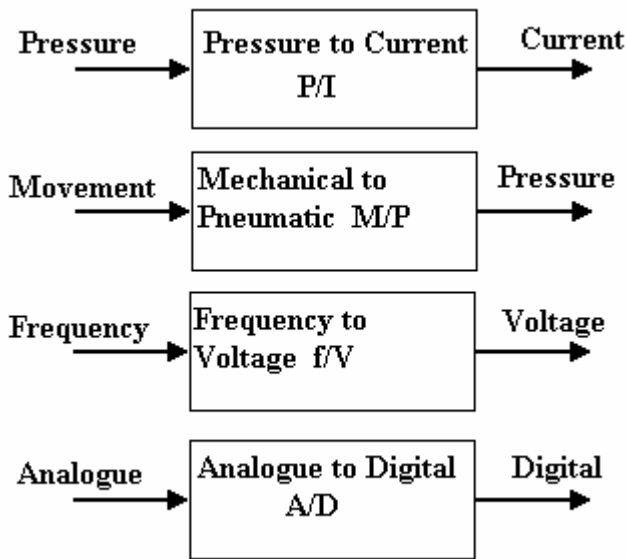 Pressure
Pressure to Current
P/I
Current
Movement
Mechanical to
Pneumatic M/P
Pressure
Frequency
Frequency to
Voltage f/V
Voltage
Analogue
Analogue to Digital
A/D
Digital